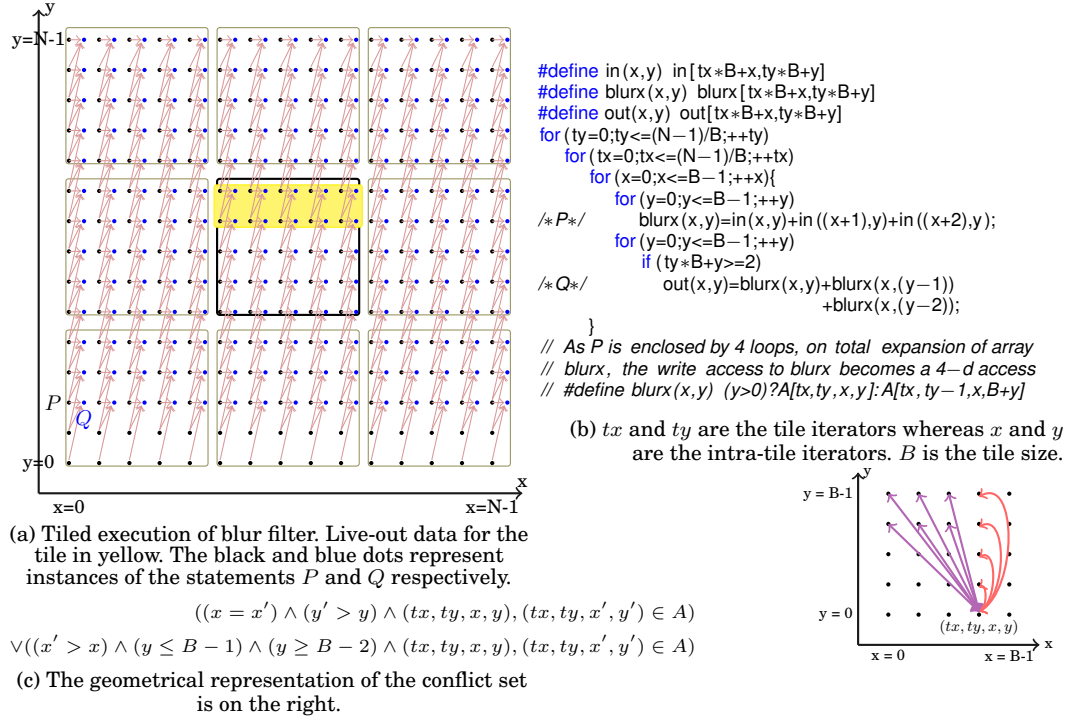 y
y=N-1
P
Q
y=0
x
x=0
x=N-1
(a) Tiled execution of blur filter. Live-out data for the
tile in yellow. The black and blue dots represent
instances of the statements P and Q respectively.
((x = x′) ∧ (y′ > y) ∧ (tx, ty, x, y), (tx, ty, x′, y′) ∈ A)
∨((x′ > x) ∧ (y ≤ B − 1) ∧ (y ≥ B − 2) ∧ (tx, ty, x, y), (tx, ty, x′, y′) ∈ A)
(c) The geometrical representation of the conflict set
is on the right.
#define in(x,y) in[tx*B+x,ty*B+y]
#define blurx(x,y) blurx[tx*B+x,ty*B+y]
#define out(x,y) out[tx*B+x,ty*B+y]
for(ty=0;ty<=(N−1)/B;++ty)
for(tx=0;tx<=(N−1)/B;++tx)
for(x=0;x<=B−1;++x){
for(y=0;y<=B−1;++y)
/*P*/ blurx(x,y)=in(x,y)+in((x+1),y)+in((x+2),y);
for(y=0;y<=B−1;++y)
if(ty*B+y>=2)
/*Q*/ out(x,y)=blurx(x,y)+blurx(x,(y−1))
+blurx(x,(y−2));
}
// As P is enclosed by 4 loops, on total expansion of array
// blurx, the write access to blurx becomes a 4−d access
// #define blurx(x,y) (y>0)?A[tx,ty,x,y]:A[tx,ty−1,x,B+y]
(b) tx and ty are the tile iterators whereas x and y
are the intra-tile iterators. B is the tile size.
y
y = B-1
y = 0
(tx, ty, x, y)
x
x = 0
x = B-1